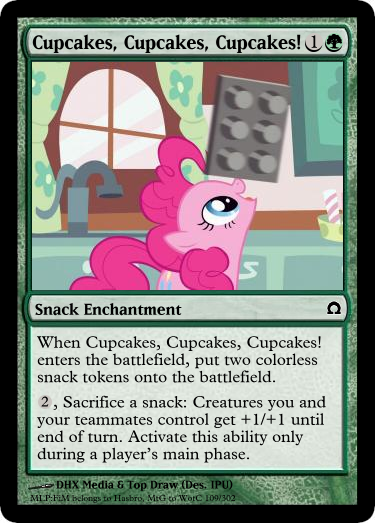 Cupcakes, Cupcakes, Cupcakes! 1
Snack Enchantment
When Cupcakes, Cupcakes, Cupcakes!
enters the battlefield, put two colorless
snack tokens onto the battlefield.
2, Sacrifice a snack: Creatures you and
your teammates control get +1/+1 until
end of turn. Activate this ability only
during a player's main phase.
DHX Media & Top Draw (Des. IPU)
MLP:FiM belongs to Hasbro, MtG to WotC 109/302